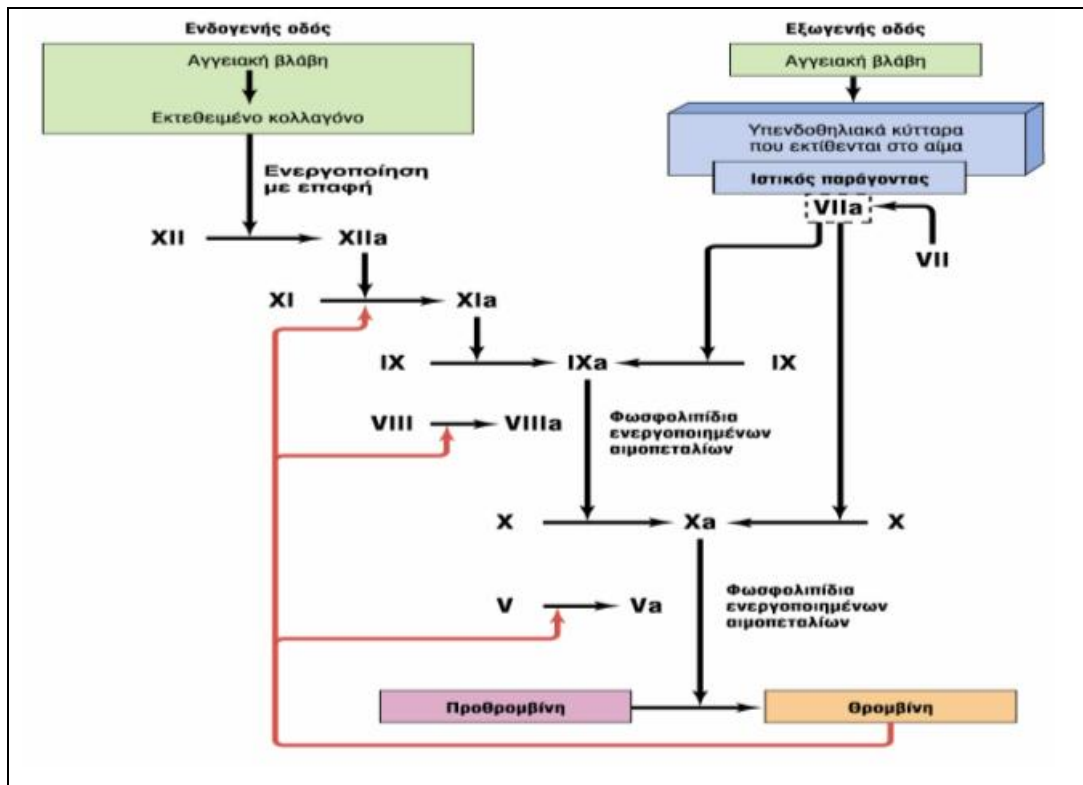 Ενδογενής οδός
Αγγειακή βλάβη
Εκτεθειμένο κολλαγόνο
Ενεργοποίηση
με επαφή
Εξωγενής οδός
Αγγειακή βλάβη
Υπενδοθηλιακά κύτταρα
που εκτίθενται στο αίμα
Ιστικός παράγοντας
VIIa
VII
XII XIIa
XI XIa
IX IXa IX
VIII VIIIa
Φωσφολιπίδια
ενεργοποιημένων
αιμοπεταλίων
X Xa X
V Va
Φωσφολιπίδια
ενεργοποιημένων
αιμοπεταλίων
Προθρομβίνη
Θρομβίνη